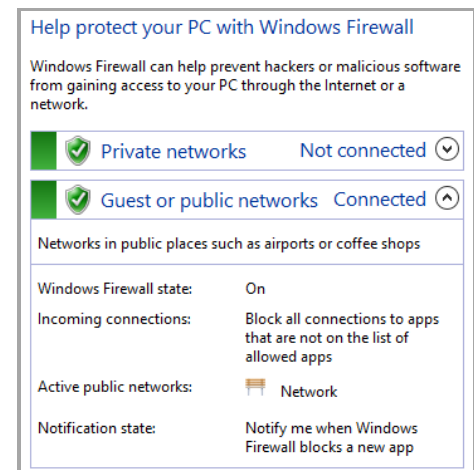 Help protect your PC with Windows Firewall
Windows Firewall can help prevent hackers or malicious software
from gaining access to your PC through the Internet or a
network.
Private networks Not connected
Guest or public networks Connected
Networks in public places such as airports or coffee shops
Windows Firewall state: On
Incoming connections: Block all connections to apps
that are not on the list of
allowed apps
Active public networks: Network
Notification state: Notify me when Windows
Firewall blocks a new app